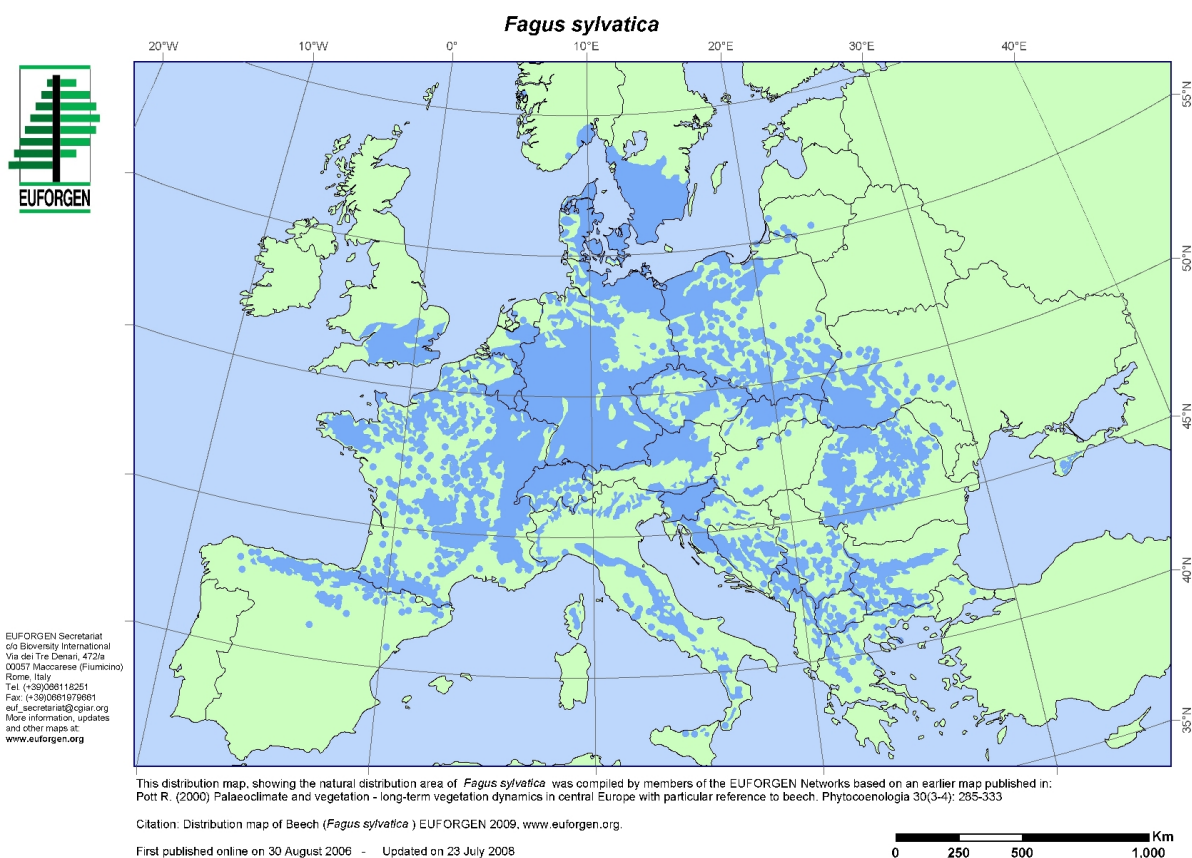 Fagus sylvatica
20°W 10°W 0° 10°E 20°E 30°E 40°E
55°N
50°N
45°N
40°N
35°N
EUFORGEN
EUFORGEN Secretariat
c/o Bioversity International
Via dei Tre Denari, 472/a
00057 Maccarese (Fiumicino)
Rome, Italy
Tel. (+39)066118251
Fax: (+39)0661979661
euf_secretariat@cgiar.org
More information, updates
and other maps at:
www.euforgen.org
This distribution map, showing the natural distribution area of Fagus sylvatica was compiled by members of the EUFORGEN Networks based on an earlier map published in:
Pott R. (2000) Palaeoclimate and vegetation - long-term vegetation dynamics in central Europe with particular reference to beech. Phytocoenologia 30(3-4): 285-333
Citation: Distribution map of Beech (Fagus sylvatica ) EUFORGEN 2009, www.euforgen.org.
First published online on 30 August 2006 - Updated on 23 July 2008
Km
0 250 500 1.000